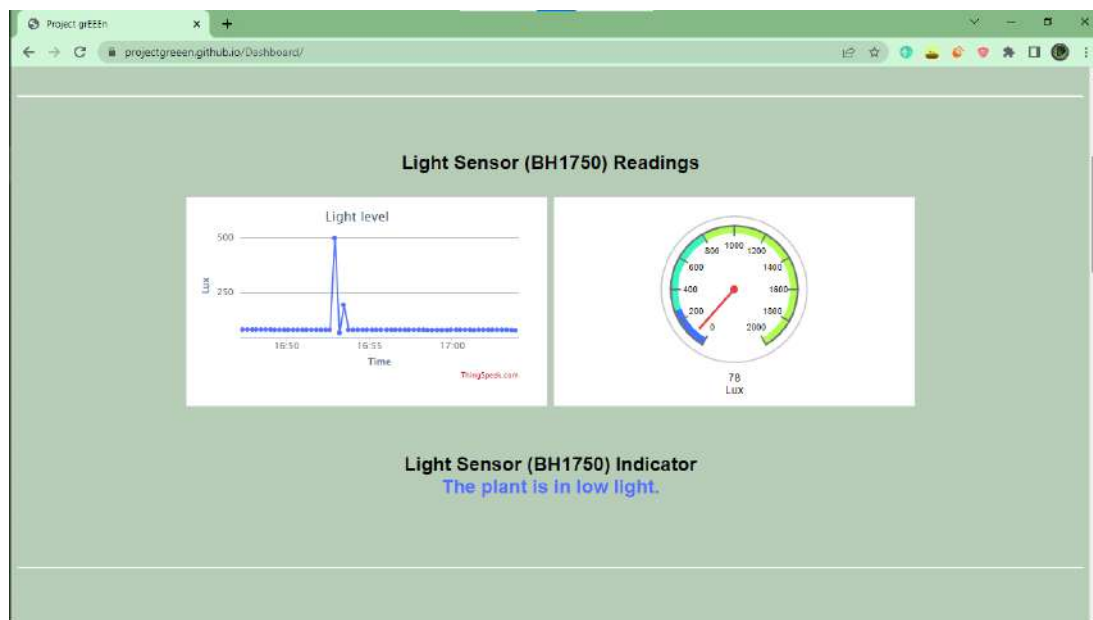 Project grEEEn
projectgreeen.github.io/Dashboard/
Light Sensor (BH1750) Readings
Light level
500
250
Lux
16:50
16:55
17:00
Time
ThingSpeak.com
0
200
400
600
800
1000
1200
1400
1600
1800
2000
78
Lux
Light Sensor (BH1750) Indicator
The plant is in low light.